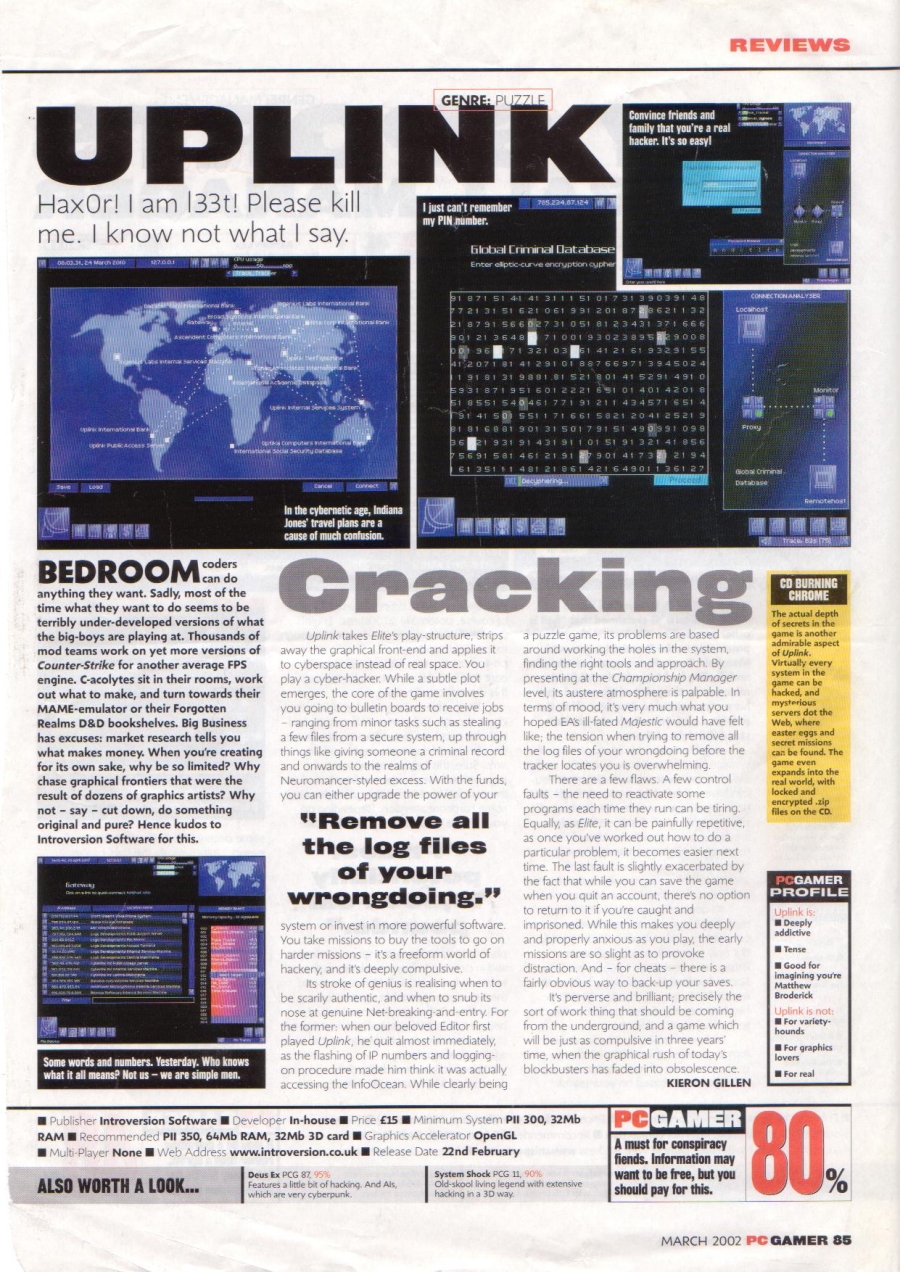 REVIEWS
GENRE: PUZZLE
UPLINK
Hax0r! I am l33t! Please kill
me. I know not what I say.
Convince friends and
family that you're a real
hacker. It's so easy!
I just can't remember
my PIN number.
785.234.87.124
Global Criminal Database
Enter elliptic-curve encryption cypher
Deciphering...
Proceed
CONNECTION ANALYSER
Localhost
Monitor
Proxy
Global Criminal
Database
Remotehost
08.03.31, 24 March 2010
127.0.0.1
CPU usage
Uplink International Bank
Uplink Public Access Server
Uplink Internal Services System
International Social Security Database
Save
Load
Cancel
Connect
In the cybernetic age, Indiana
Jones' travel plans are a
cause of much confusion.
BEDROOM coders
can do
anything they want. Sadly, most of the
time what they want to do seems to be
terribly under-developed versions of what
the big-boys are playing at. Thousands of
mod teams work on yet more versions of
Counter-Strike for another average FPS
engine. C-acolytes sit in their rooms, work
out what to make, and turn towards their
MAME-emulator or their Forgotten
Realms D&D bookshelves. Big Business
has excuses: market research tells you
what makes money. When you're creating
for its own sake, why be so limited? Why
chase graphical frontiers that were the
result of dozens of graphics artists? Why
not – say – cut down, do something
original and pure? Hence kudos to
Introversion Software for this.
Gateway
Some words and numbers. Yesterday. Who knows
what it all means? Not us – we are simple men.
Cracking
Uplink takes Elite's play-structure, strips
away the graphical front-end and applies it
to cyberspace instead of real space. You
play a cyber-hacker. While a subtle plot
emerges, the core of the game involves
you going to bulletin boards to receive jobs
– ranging from minor tasks such as stealing
a few files from a secure system, up through
things like giving someone a criminal record
and onwards to the realms of
Neuromancer-styled excess. With the funds,
you can either upgrade the power of your
"Remove all
the log files
of your
wrongdoing."
system or invest in more powerful software.
You take missions to buy the tools to go on
harder missions – it's a freeform world of
hackery, and it's deeply compulsive.
Its stroke of genius is realising when to
be scarily authentic, and when to snub its
nose at genuine Net-breaking-and-entry. For
the former: when our beloved Editor first
played Uplink, he quit almost immediately,
as the flashing of IP numbers and logging-
on procedure made him think it was actually
accessing the InfoOcean. While clearly being
a puzzle game, its problems are based
around working the holes in the system,
finding the right tools and approach. By
presenting at the Championship Manager
level, its austere atmosphere is palpable. In
terms of mood, it's very much what you
hoped EA's ill-fated Majestic would have felt
like; the tension when trying to remove all
the log files of your wrongdoing before the
tracker locates you is overwhelming.
There are a few flaws. A few control
faults – the need to reactivate some
programs each time they run can be tiring.
Equally, as Elite, it can be painfully repetitive,
as once you've worked out how to do a
particular problem, it becomes easier next
time. The last fault is slightly exacerbated by
the fact that while you can save the game
when you quit an account, there's no option
to return to it if you're caught and
imprisoned. While this makes you deeply
and properly anxious as you play, the early
missions are so slight as to provoke
distraction. And – for cheats – there is a
fairly obvious way to back-up your saves.
It's perverse and brilliant; precisely the
sort of work thing that should be coming
from the underground, and a game which
will be just as compulsive in three years'
time, when the graphical rush of today's
blockbusters has faded into obsolescence.
KIERON GILLEN
CD BURNING
CHROME
The actual depth
of secrets in the
game is another
admirable aspect
of Uplink.
Virtually every
system in the
game can be
hacked, and
mysterious
servers dot the
Web, where
easter eggs and
secret missions
can be found. The
game even
expands into the
real world, with
locked and
encrypted .zip
files on the CD.
PCGAMER
PROFILE
Uplink is:
■ Deeply
addictive
■ Tense
■ Good for
imagining you're
Matthew
Broderick
Uplink is not:
■ For variety-
hounds
■ For graphics
lovers
■ For real
■ Publisher Introversion Software ■ Developer In-house ■ Price £15 ■ Minimum System PII 300, 32Mb
RAM ■ Recommended PII 350, 64Mb RAM, 32Mb 3D card ■ Graphics Accelerator OpenGL
■ Multi-Player None ■ Web Address www.introversion.co.uk ■ Release Date 22nd February
ALSO WORTH A LOOK...
Deus Ex PCG 87, 95%
Features a little bit of hacking. And AIs,
which are very cyberpunk.
System Shock PCG 11, 90%
Old-skool living legend with extensive
hacking in a 3D way.
PCGAMER
A must for conspiracy
fiends. Information may
want to be free, but you
should pay for this.
80%
MARCH 2002 PCGAMER 85